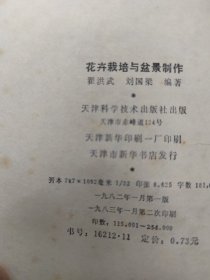 花卉栽培与盆景制作
翟洪武 刘国梁 编著
天津科学技术出版社出版
天津市赤峰道124号
天津新华印刷一厂印刷
天津市新华书店发行
开本 787×1092毫米 1/32 印张 8.625 字数 181,0
一九八二年一月第一版
一九八三年一月第二次印刷
印数：125,001—254,000
书号：16212·11 定价：0.73元